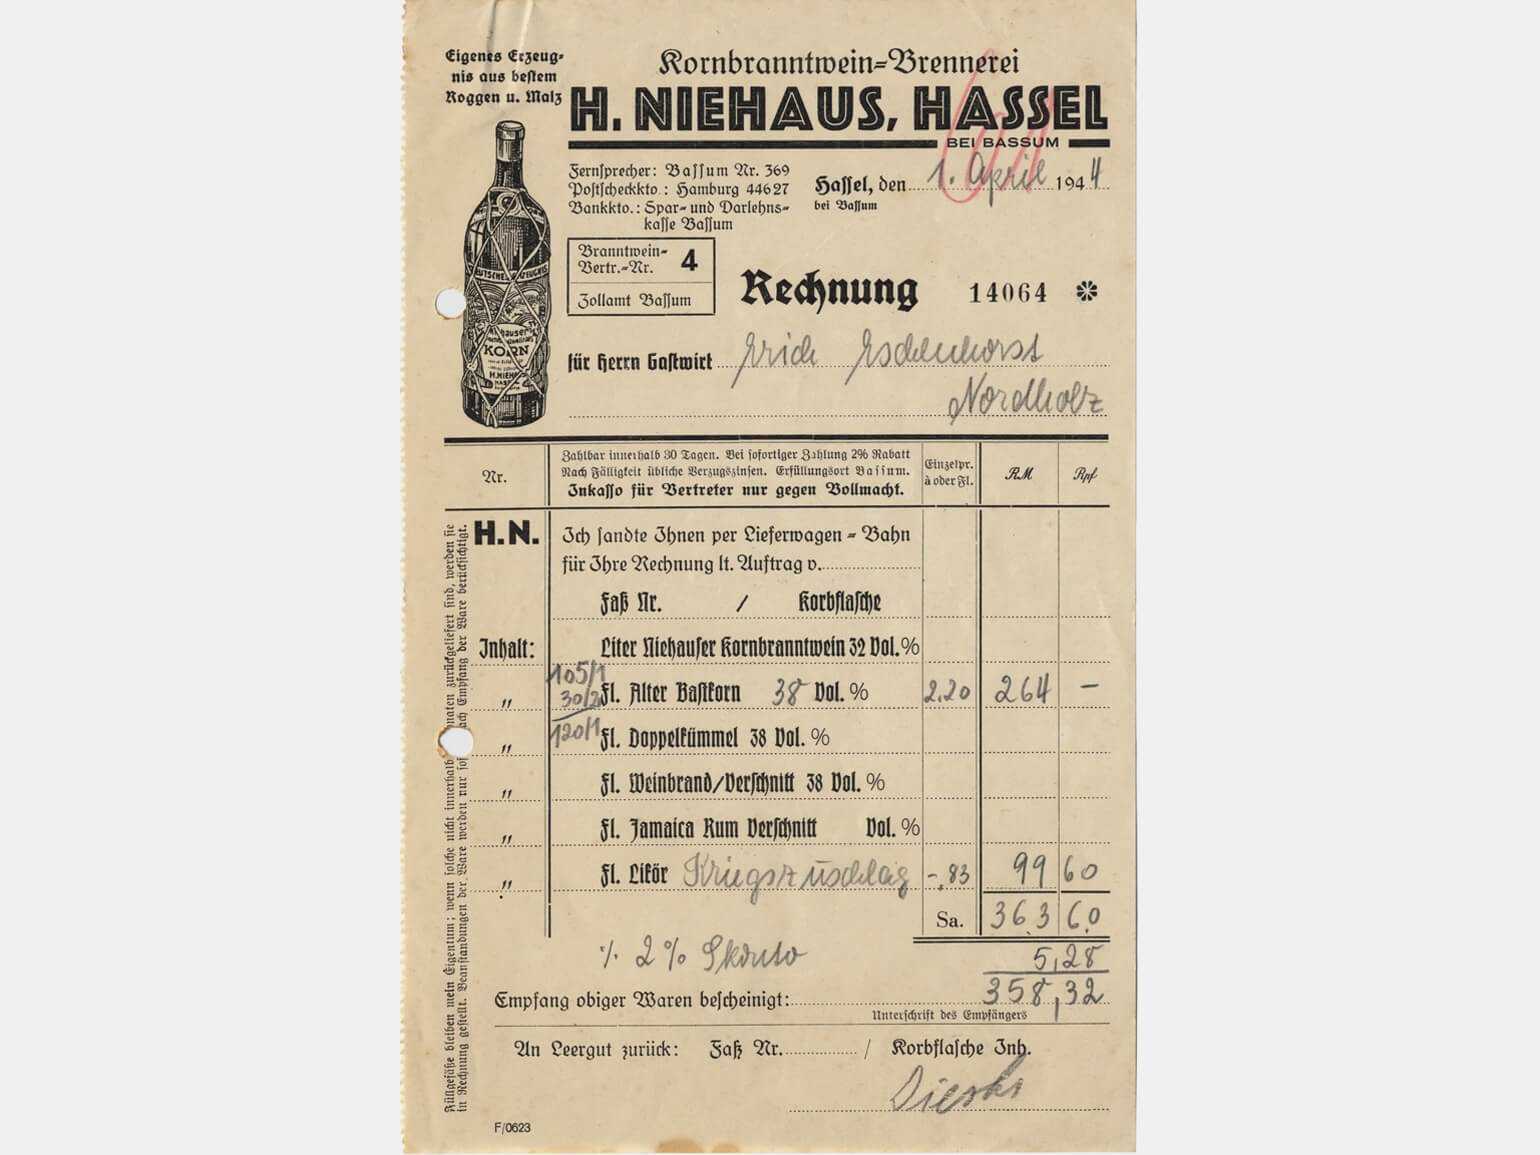 Eigenes Erzeug-
nis aus bestem
Roggen u. Malz
Kornbranntwein-Brennerei
H. NIEHAUS, HASSEL
BEI BASSUM
Fernsprecher: Bassum Nr. 369
Postscheckkto.: Hamburg 44627
Bankkto.: Spar- und Darlehns-
kasse Bassum
Hassel, den 1. April 1944
bei Bassum
Branntwein-
Vertr.-Nr. 4
Zollamt Bassum
Rechnung 14064 *
KORN
für Herrn Gastwirt Erich Eschenhorst
Nordholz
Nr.
Zahlbar innerhalb 30 Tagen. Bei sofortiger Zahlung 2% Rabatt
Nach Fälligkeit übliche Verzugszinsen. Erfüllungsort Bassum.
Inkasso für Vertreter nur gegen Vollmacht.
Einzelpr.
à oder Fl.
RM Rpf
H.N. Ich sandte Ihnen per Lieferwagen - Bahn
für Ihre Rechnung lt. Auftrag v.
Faß Nr. / Korbflasche
Inhalt: Liter Niehauser Kornbranntwein 32 Vol. %
105/1
30/2
" Fl. Alter Bastkorn 38 Vol. % 2.20 264 –
120/1
" Fl. Doppelkümmel 38 Vol. %
" Fl. Weinbrand/Verschnitt 38 Vol. %
" Fl. Jamaica Rum Verschnitt Vol. %
" Fl. Likör Kriegszuschlag -.83 99 60
Sa. 363 60
% 2 % Skonto 5,28
358,32
Empfang obiger Waren bescheinigt:
Unterschrift des Empfängers
An Leergut zurück: Faß Nr. / Korbflasche Inh.
F/0623